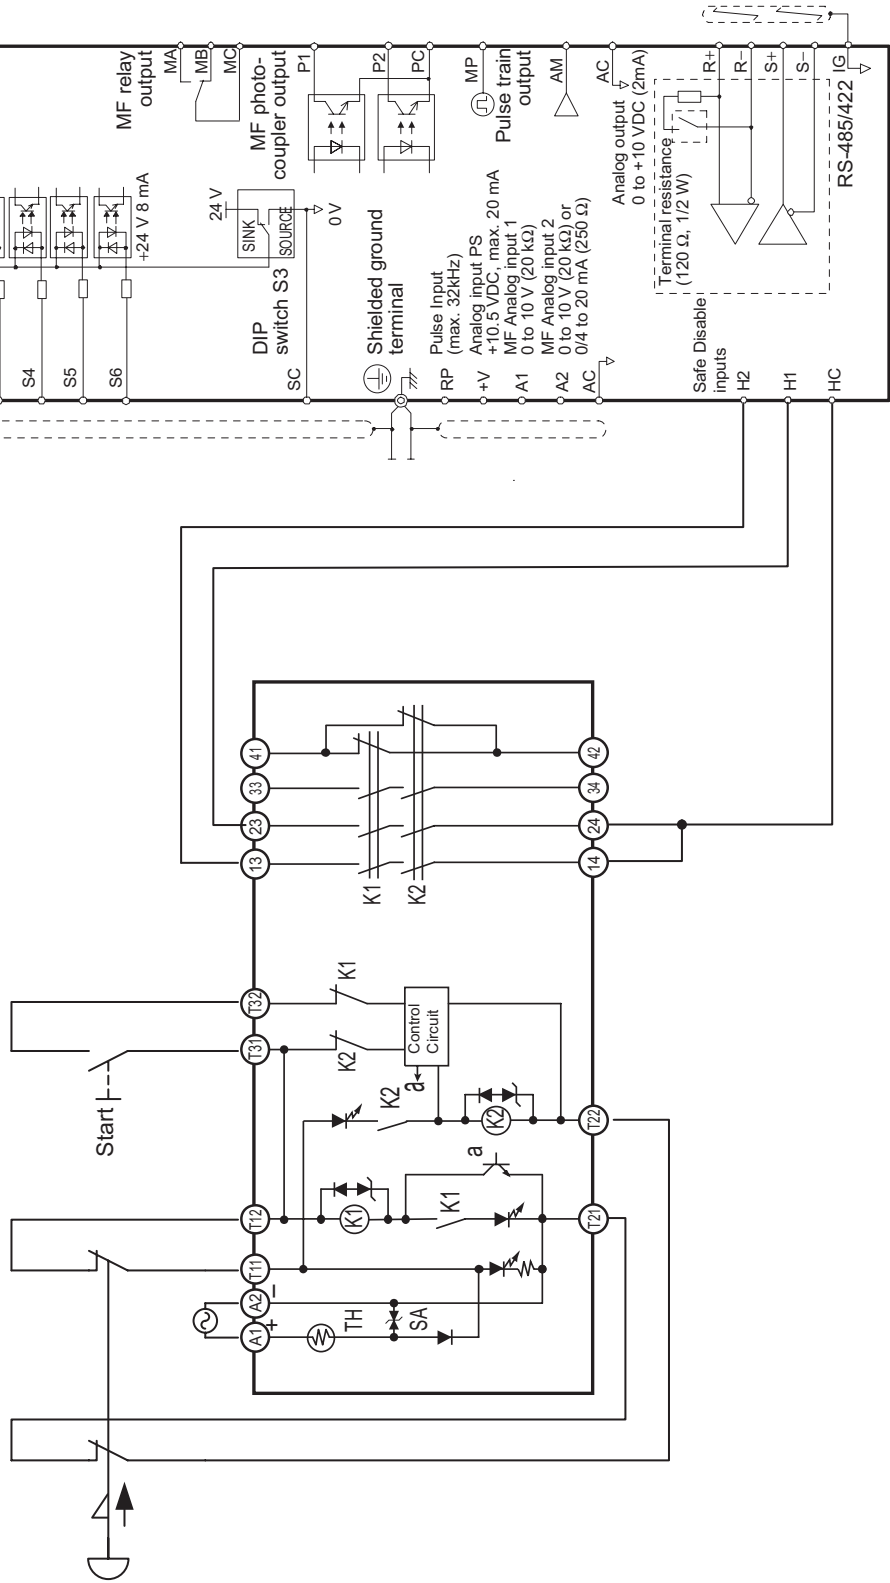 MF relay
output
MA
MB
MC
MF photo-
coupler output
P1
P2
PC
MP
Pulse train
output
AM
AC
Analog output
0 to +10 VDC (2mA)
R+
R−
S+
S−
IG
RS-485/422
Terminal resistance
(120 Ω, 1/2 W)
+24 V 8 mA
24 V
SINK
SOURCE
0 V
DIP
switch S3
Shielded ground
terminal
Pulse Input
(max. 32kHz)
Analog input PS
+10.5 VDC, max. 20 mA
MF Analog input 1
0 to 10 V (20 kΩ)
MF Analog input 2
0 to 10 V (20 kΩ) or
0/4 to 20 mA (250 Ω)
Safe Disable
inputs
S4
S5
S6
SC
RP
+V
A1
A2
AC
H2
H1
HC
41
33
23
13
42
34
24
14
K1
K2
T32
T31
K1
K2
Control
Circuit
a
Start
K2
K2
T22
a
T12
K1
K1
T21
T11
A2
−
A1
+
TH
SA